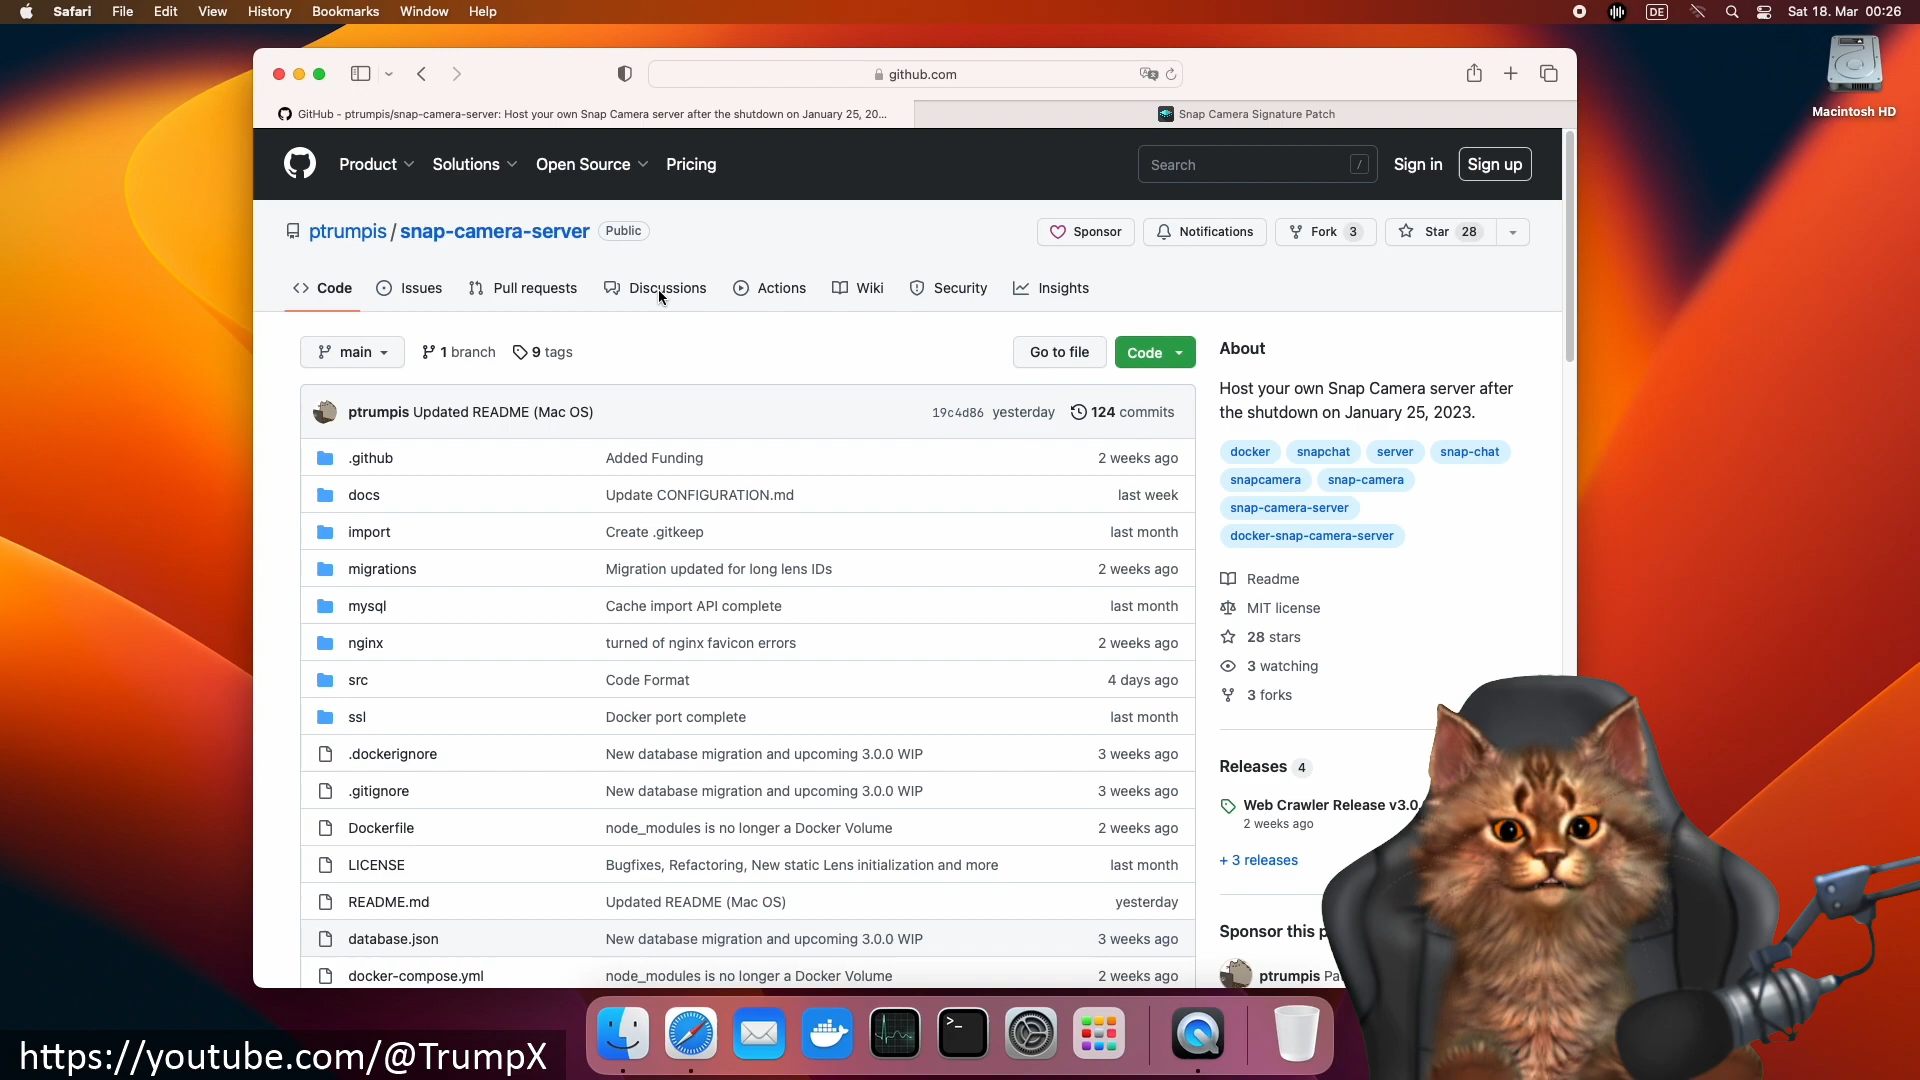 Safari File Edit View History Bookmarks Window Help
DE Sat 18. Mar 00:26
Macintosh HD
github.com
GitHub - ptrumpis/snap-camera-server: Host your own Snap Camera server after the shutdown on January 25, 20...
Snap Camera Signature Patch
Product Solutions Open Source Pricing
Search /
Sign in Sign up
ptrumpis / snap-camera-server Public
Sponsor Notifications Fork 3 Star 28
Code Issues Pull requests Discussions Actions Wiki Security Insights
main 1 branch 9 tags
Go to file Code
ptrumpis Updated README (Mac OS) 19c4d86 yesterday 124 commits
.github Added Funding 2 weeks ago
docs Update CONFIGURATION.md last week
import Create .gitkeep last month
migrations Migration updated for long lens IDs 2 weeks ago
mysql Cache import API complete last month
nginx turned of nginx favicon errors 2 weeks ago
src Code Format 4 days ago
ssl Docker port complete last month
.dockerignore New database migration and upcoming 3.0.0 WIP 3 weeks ago
.gitignore New database migration and upcoming 3.0.0 WIP 3 weeks ago
Dockerfile node_modules is no longer a Docker Volume 2 weeks ago
LICENSE Bugfixes, Refactoring, New static Lens initialization and more last month
README.md Updated README (Mac OS) yesterday
database.json New database migration and upcoming 3.0.0 WIP 3 weeks ago
docker-compose.yml node_modules is no longer a Docker Volume 2 weeks ago
About
Host your own Snap Camera server after
the shutdown on January 25, 2023.
docker snapchat server snap-chat
snapcamera snap-camera
snap-camera-server
docker-snap-camera-server
Readme
MIT license
28 stars
3 watching
3 forks
Releases 4
Web Crawler Release v3.0.
2 weeks ago
+ 3 releases
Sponsor this
ptrumpis
https://youtube.com/@TrumpX